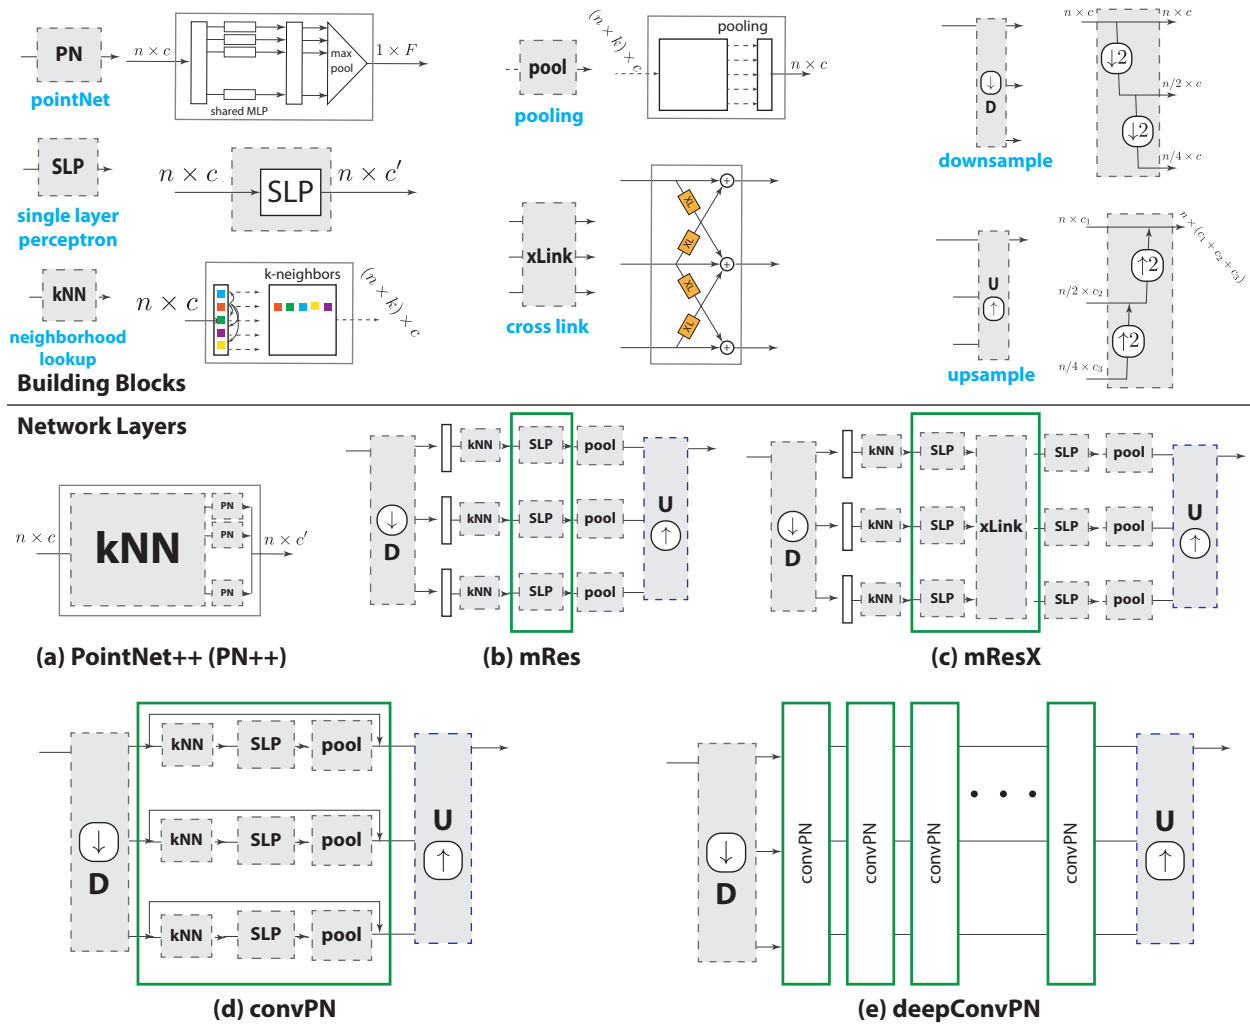 PN
pointNet
n × c
shared MLP
max
pool
1 × F
pool
pooling
(n × k) × c
pooling
n × c
D
downsample
n × c
n × c
↓2
n/2 × c
↓2
n/4 × c
SLP
single layer
perceptron
n × c
SLP
n × c′
xLink
cross link
XL
XL
XL
XL
U
upsample
n × c₁
n × (c₁ + c₂ + c₃)
↑2
n/2 × c₂
↑2
n/4 × c₃
kNN
neighborhood
lookup
n × c
k-neighbors
(n × k) × c
Building Blocks
Network Layers
n × c
kNN
PN
PN
PN
n × c′
(a) PointNet++ (PN++)
D
kNN SLP pool
kNN SLP pool
kNN SLP pool
U
(b) mRes
D
kNN SLP SLP pool
kNN SLP xLink SLP pool
kNN SLP SLP pool
U
(c) mResX
D
kNN SLP pool
kNN SLP pool
kNN SLP pool
U
(d) convPN
D
convPN
convPN
convPN
• • •
convPN
U
(e) deepConvPN